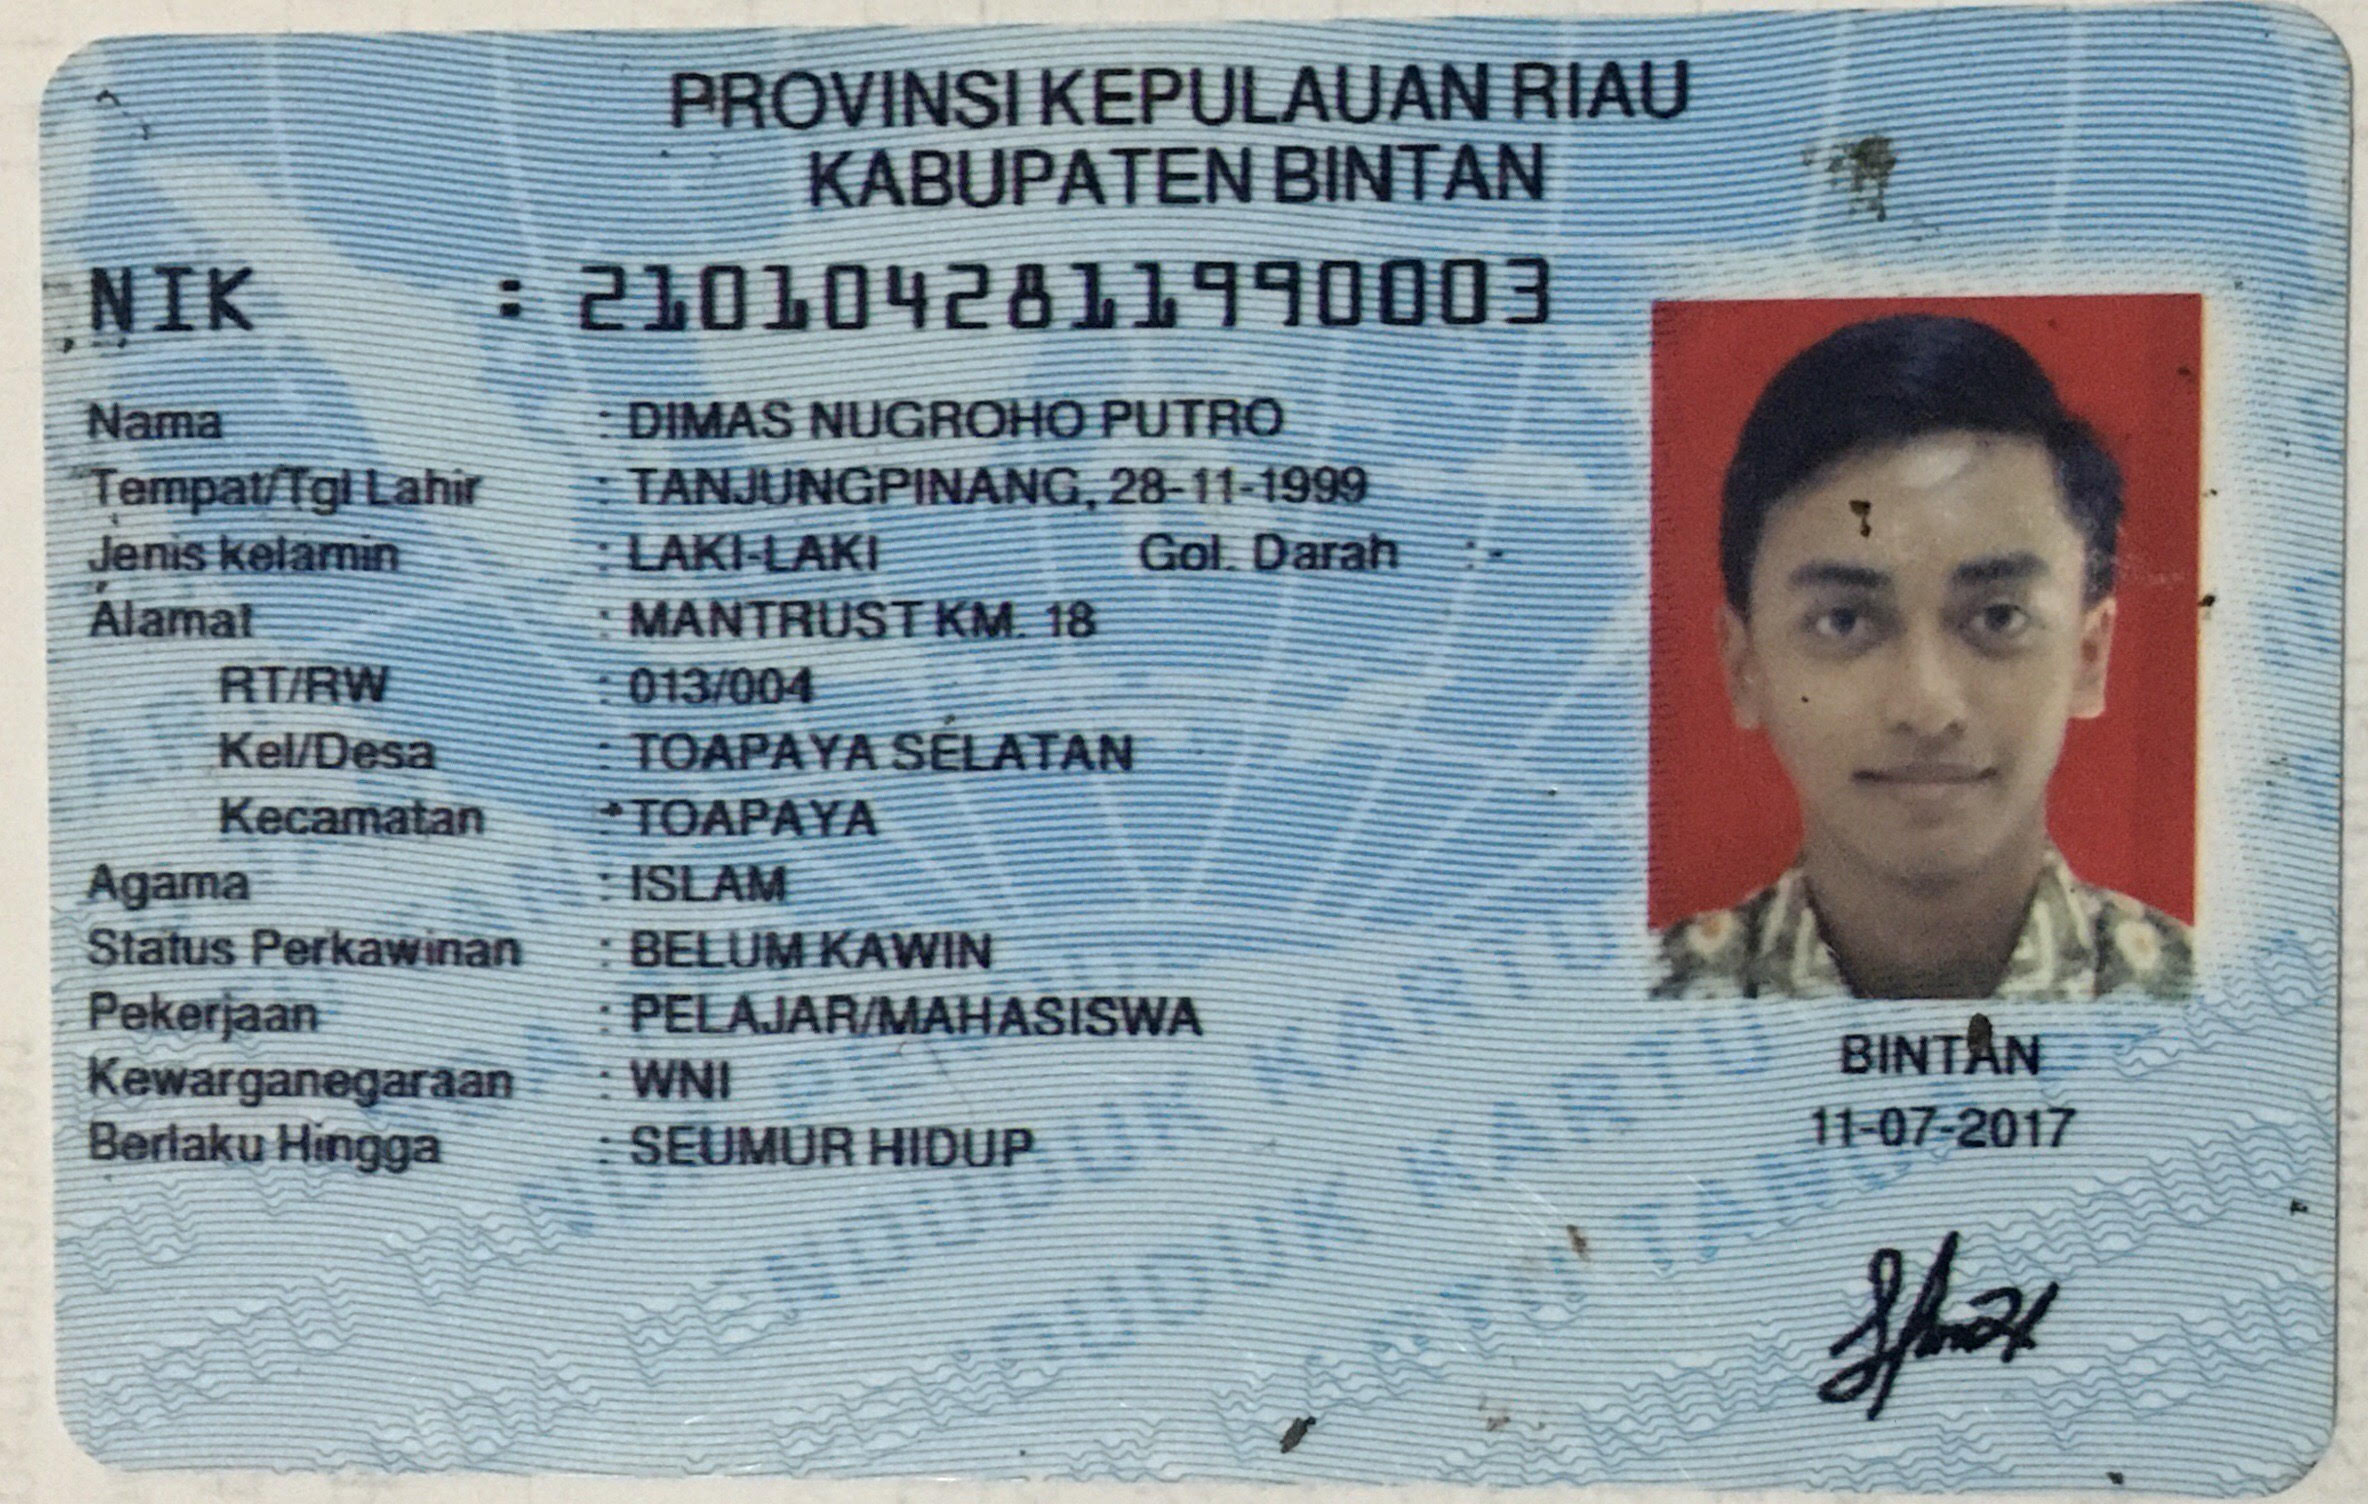 PROVINSI KEPULAUAN RIAU
KABUPATEN BINTAN
NIK : 2101042811990003
Nama : DIMAS NUGROHO PUTRO
Tempat/Tgl Lahir : TANJUNGPINANG, 28-11-1999
Jenis kelamin : LAKI-LAKI Gol. Darah : -
Alamat : MANTRUST KM. 18
RT/RW : 013/004
Kel/Desa : TOAPAYA SELATAN
Kecamatan : TOAPAYA
Agama : ISLAM
Status Perkawinan : BELUM KAWIN
Pekerjaan : PELAJAR/MAHASISWA
Kewarganegaraan : WNI
Berlaku Hingga : SEUMUR HIDUP
BINTAN
11-07-2017